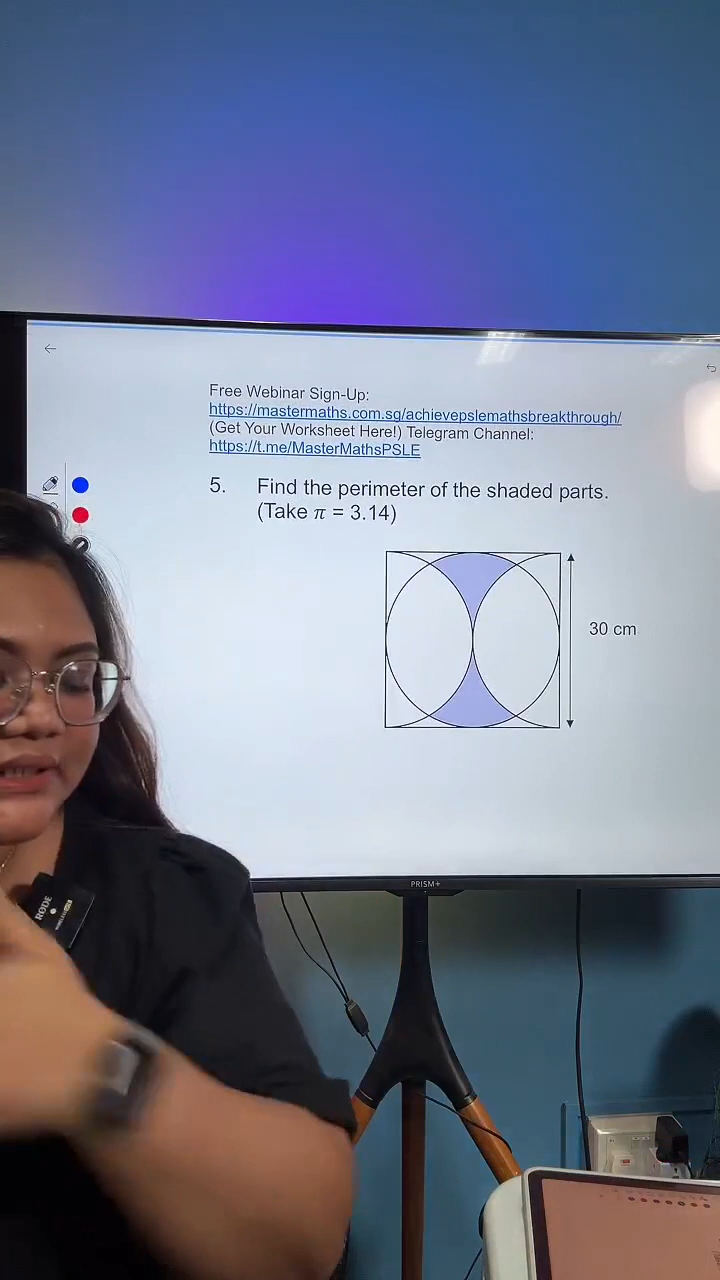 Free Webinar Sign-Up:
https://mastermaths.com.sg/achievepslemathsbreakthrough/
(Get Your Worksheet Here!) Telegram Channel:
https://t.me/MasterMathsPSLE
5. Find the perimeter of the shaded parts.
(Take π = 3.14)
30 cm
PRISM+
RØDE